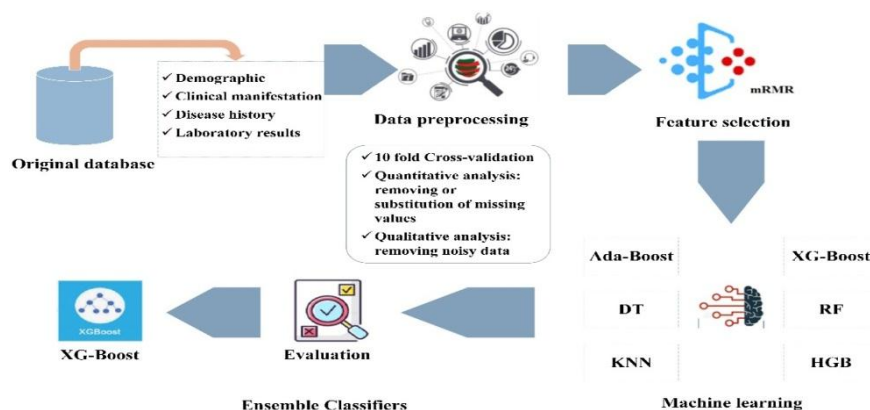 Original database
✓ Demographic
✓ Clinical manifestation
✓ Disease history
✓ Laboratory results
Data preprocessing
✓ 10 fold Cross-validation
✓ Quantitative analysis:
removing or
substitution of missing
values
✓ Qualitative analysis:
removing noisy data
mRMR
Feature selection
Ada-Boost
XG-Boost
DT
RF
KNN
HGB
Machine learning
Evaluation
Ensemble Classifiers
XGBoost
XG-Boost